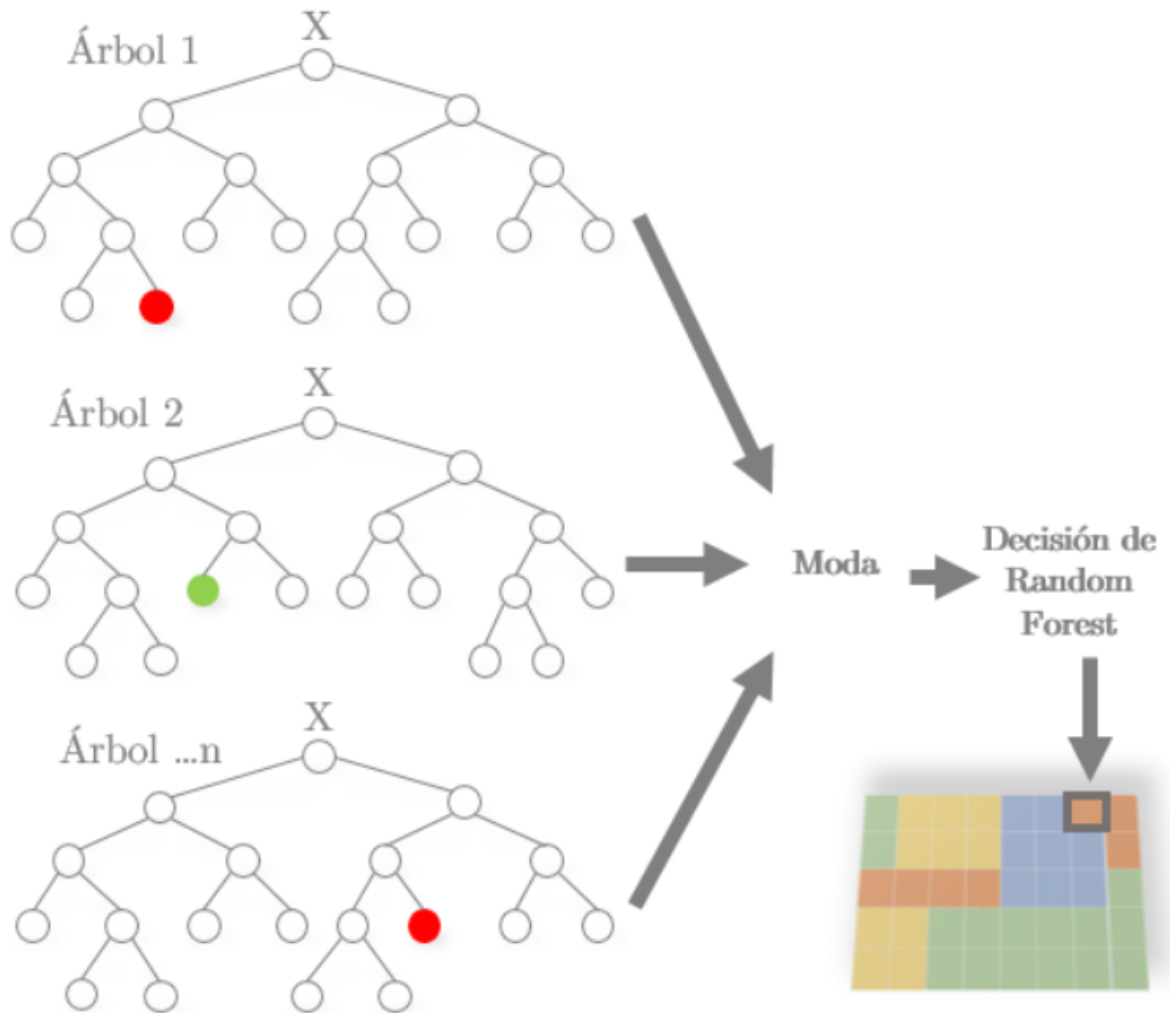 X
Árbol 1
X
Árbol 2
X
Árbol ...n
Moda
Decisión de
Random
Forest